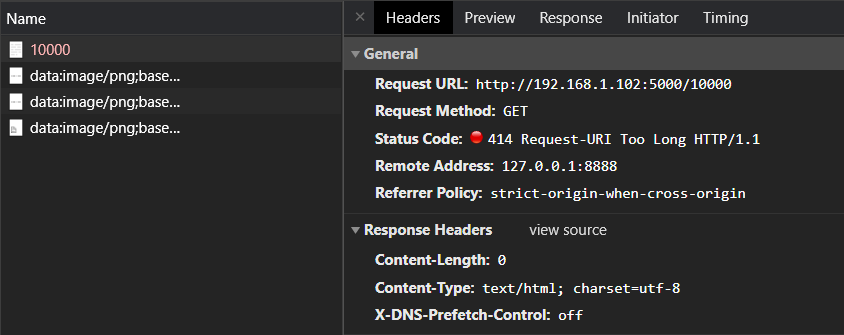 Name
10000
data:image/png;base...
data:image/png;base...
data:image/png;base...
× Headers Preview Response Initiator Timing
General
Request URL: http://192.168.1.102:5000/10000
Request Method: GET
Status Code: 414 Request-URI Too Long HTTP/1.1
Remote Address: 127.0.0.1:8888
Referrer Policy: strict-origin-when-cross-origin
Response Headers view source
Content-Length: 0
Content-Type: text/html; charset=utf-8
X-DNS-Prefetch-Control: off